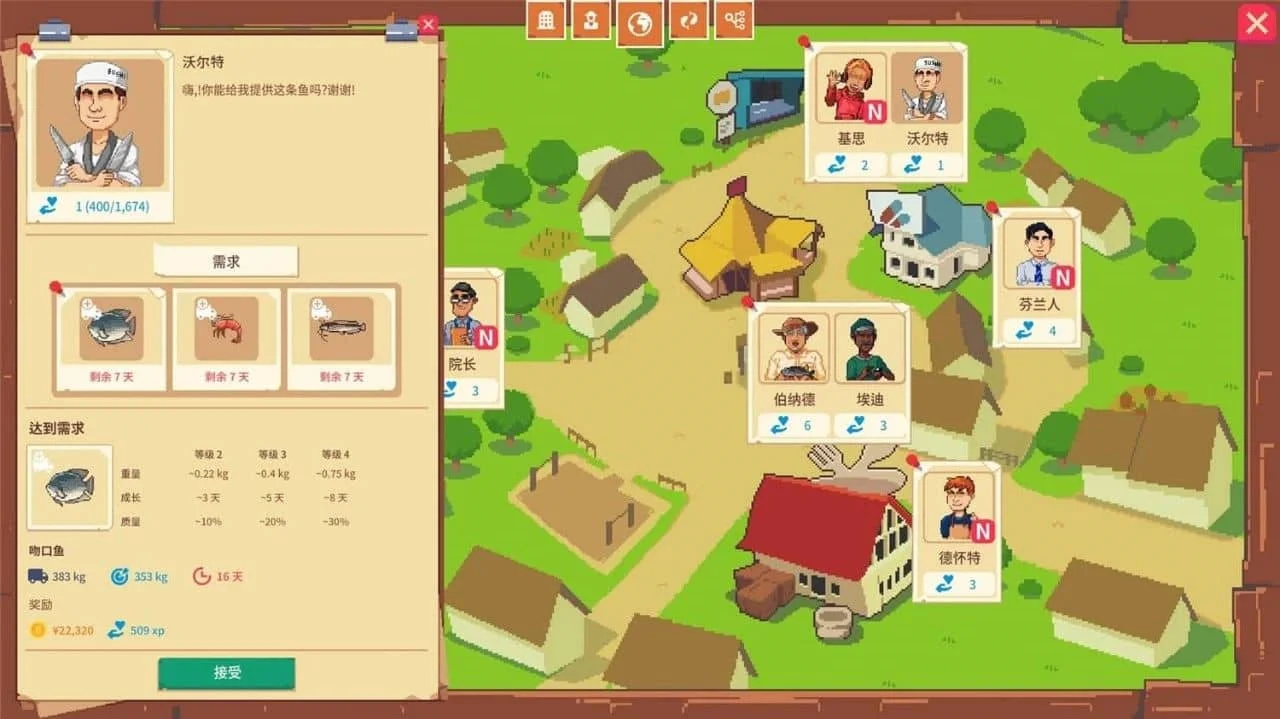 沃尔特
嗨,!你能给我提供这条鱼吗?谢谢!
1 (400/1,674)
需求
剩余 7 天
剩余 7 天
剩余 7 天
达到需求
等级 2 等级 3 等级 4
重量 ~0.22 kg ~0.4 kg ~0.75 kg
成长 ~3 天 ~5 天 ~8 天
质量 ~10% ~20% ~30%
吻口鱼
383 kg 353 kg 16 天
奖励
¥22,320 509 xp
接受
SUSHI
N
基思 沃尔特
2 1
N
芬兰人
4
N
院长
3
伯纳德 埃迪
6 3
N
德怀特
3